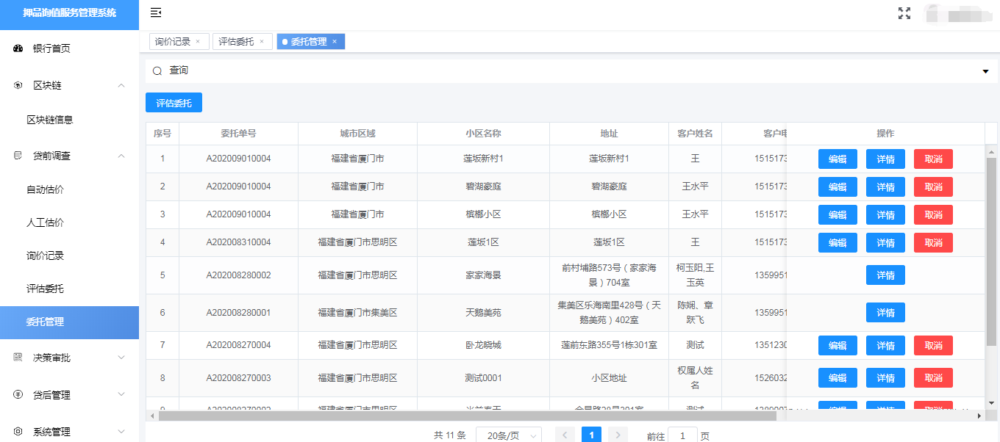 押品询值服务管理系统
银行首页
区块链
区块链信息
贷前调查
自动估价
人工估价
询价记录
评估委托
委托管理
决策审批
贷后管理
系统管理
询价记录 × 评估委托 × 委托管理 ×
查询
评估委托
序号 委托单号 城市区域 小区名称 地址 客户姓名 客户电 操作
1 A202009010004 福建省厦门市 莲坂新村1 莲坂新村1 王 1515173 编辑 详情 取消
2 A202009010004 福建省厦门市 碧湖豪庭 碧湖豪庭 王水平 1515173 编辑 详情 取消
3 A202009010004 福建省厦门市 槟榔小区 槟榔小区 王水平 1515173 编辑 详情 取消
4 A202008310004 福建省厦门市思明区 莲坂1区 莲坂1区 王 1515173 编辑 详情 取消
5 A202008280002 福建省厦门市思明区 家家海景 前村埔路573号（家家海景）704室 柯玉阳,王玉英 1359951 详情
6 A202008280001 福建省厦门市集美区 天鹅美苑 集美区乐海南里428号（天鹅美苑）402室 陈娴、章跃飞 1359951 详情
7 A202008270004 福建省厦门市思明区 卧龙晓城 莲前东路355号1栋301室 测试 1351230 编辑 详情 取消
8 A202008270003 福建省厦门市思明区 测试0001 小区地址 权属人姓名 1526032 编辑 详情 取消
共 11 条 20条/页 1 前往 1 页